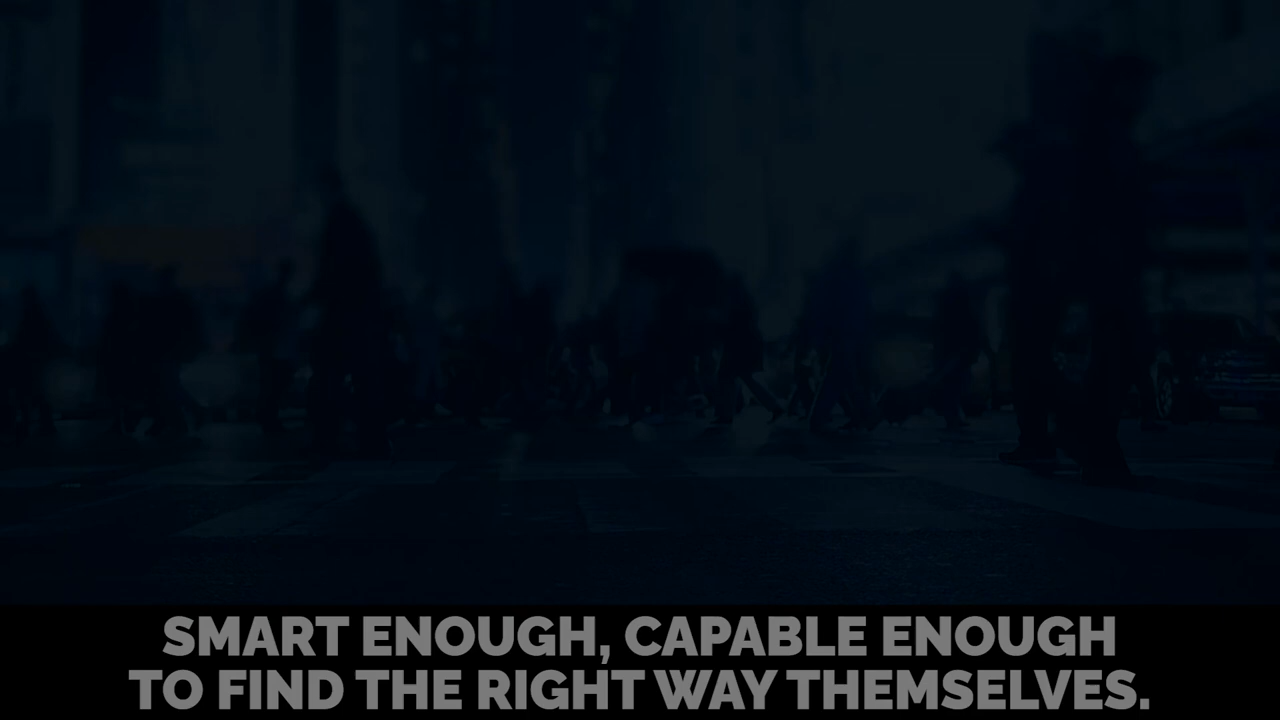 SMART ENOUGH, CAPABLE ENOUGH
TO FIND THE RIGHT WAY THEMSELVES.